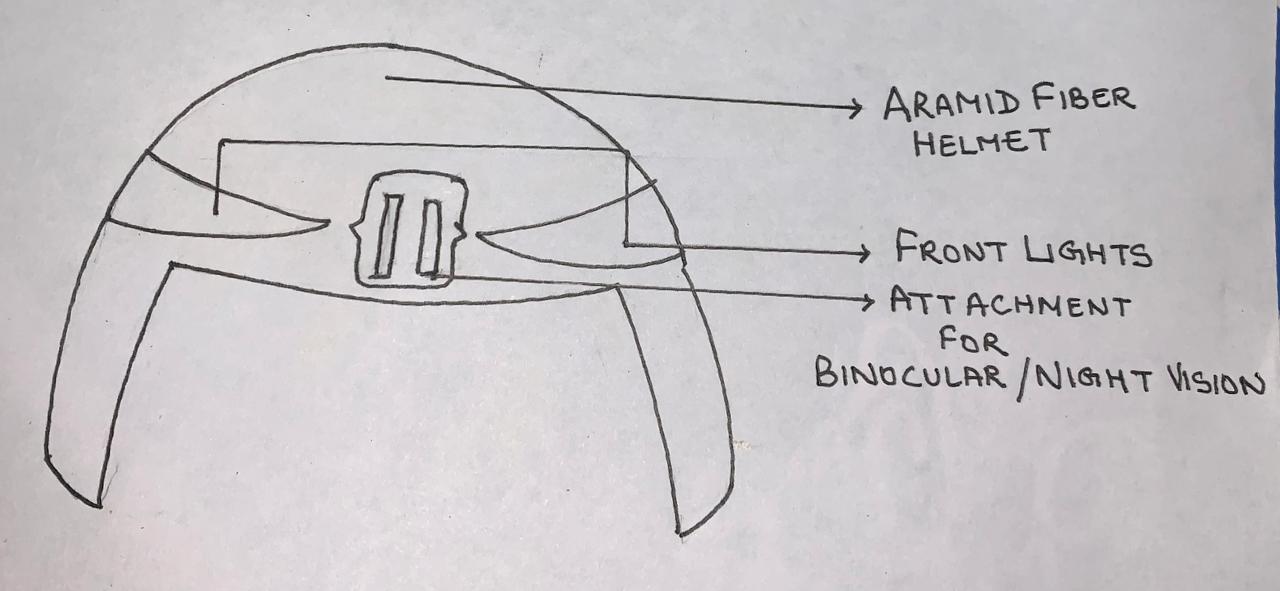 ARAMID FIBER
HELMET
FRONT LIGHTS
ATTACHMENT
FOR
BINOCULAR / NIGHT VISION